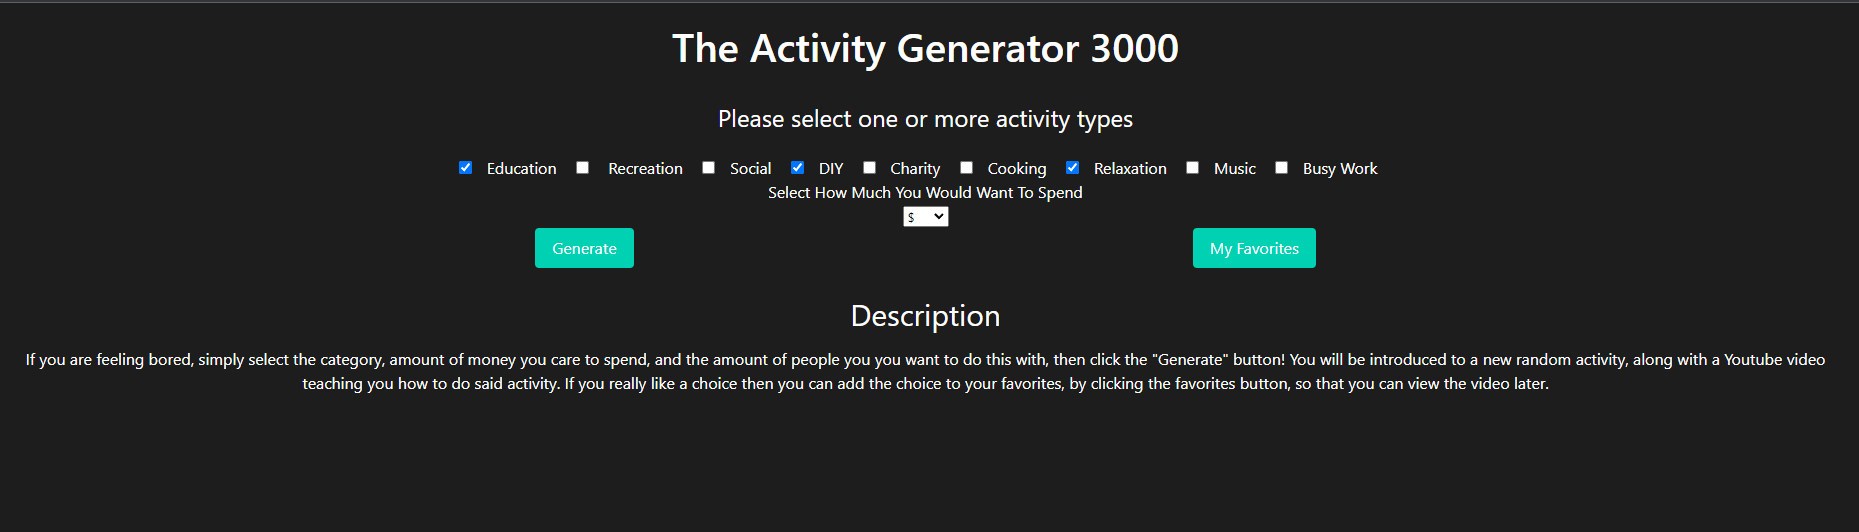 The Activity Generator 3000
Please select one or more activity types
Education Recreation Social DIY Charity Cooking Relaxation Music Busy Work
Select How Much You Would Want To Spend
$
Generate My Favorites
Description
If you are feeling bored, simply select the category, amount of money you care to spend, and the amount of people you you want to do this with, then click the "Generate" button! You will be introduced to a new random activity, along with a Youtube video
teaching you how to do said activity. If you really like a choice then you can add the choice to your favorites, by clicking the favorites button, so that you can view the video later.